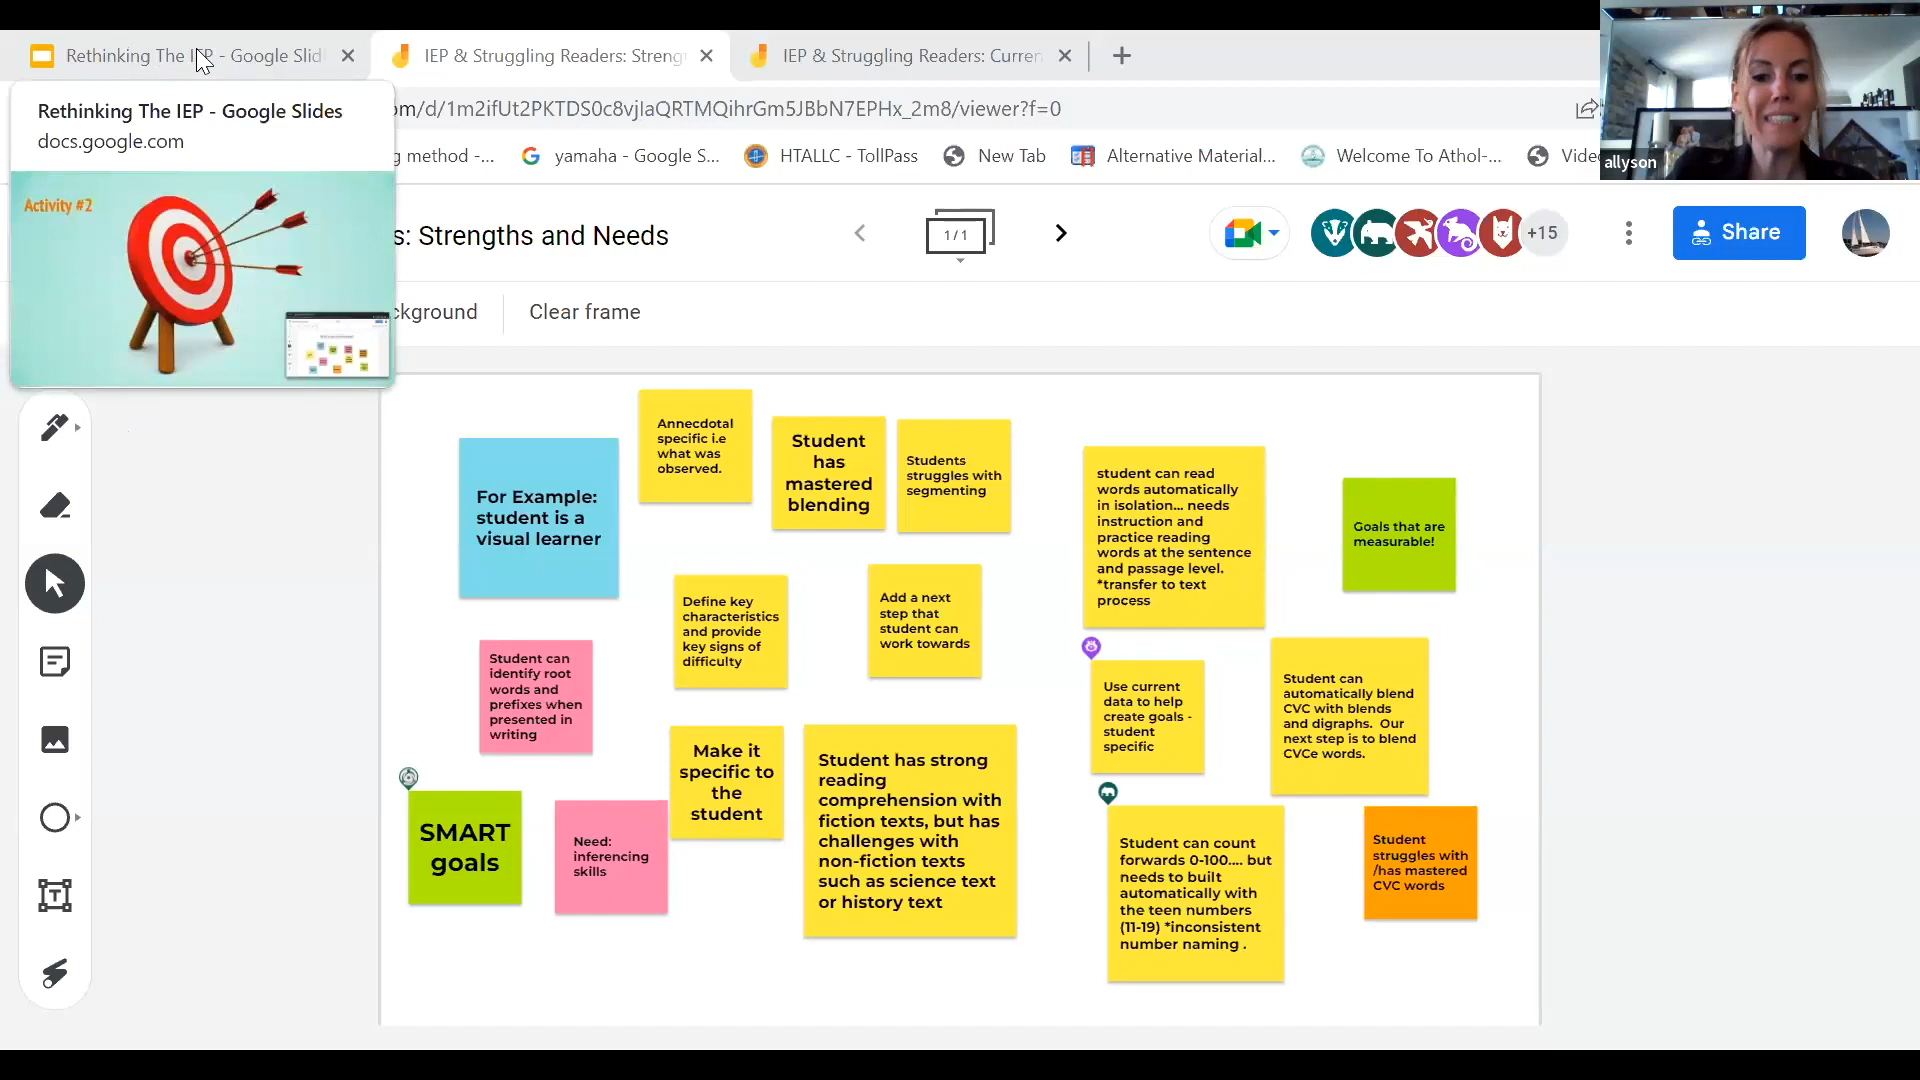 Rethinking The IEP - Google Slid
IEP & Struggling Readers: Streng
IEP & Struggling Readers: Curren
Rethinking The IEP - Google Slides
docs.google.com
Activity #2
om/d/1m2ifUt2PKTDS0c8vjlaQRTMQihrGm5JBbN7EPHx_2m8/viewer?f=0
g method -...
yamaha - Google S...
HTALLC - TollPass
New Tab
Alternative Material...
Welcome To Athol-...
Vide
allyson
s: Strengths and Needs
1/1
+15
Share
ckground
Clear frame
For Example:
student is a
visual learner
Annecdotal
specific i.e
what was
observed.
Student
has
mastered
blending
Students
struggles with
segmenting
student can read
words automatically
in isolation... needs
instruction and
practice reading
words at the sentence
and passage level.
*transfer to text
process
Goals that are
measurable!
Define key
characteristics
and provide
key signs of
difficulty
Add a next
step that
student can
work towards
Student can
identify root
words and
prefixes when
presented in
writing
Use current
data to help
create goals -
student
specific
Student can
automatically blend
CVC with blends
and digraphs. Our
next step is to blend
CVCe words.
Make it
specific to
the
student
Student has strong
reading
comprehension with
fiction texts, but has
challenges with
non-fiction texts
such as science text
or history text
SMART
goals
Need:
inferencing
skills
Student can count
forwards 0-100.... but
needs to built
automatically with
the teen numbers
(11-19) *inconsistent
number naming .
Student
struggles with
/has mastered
CVC words